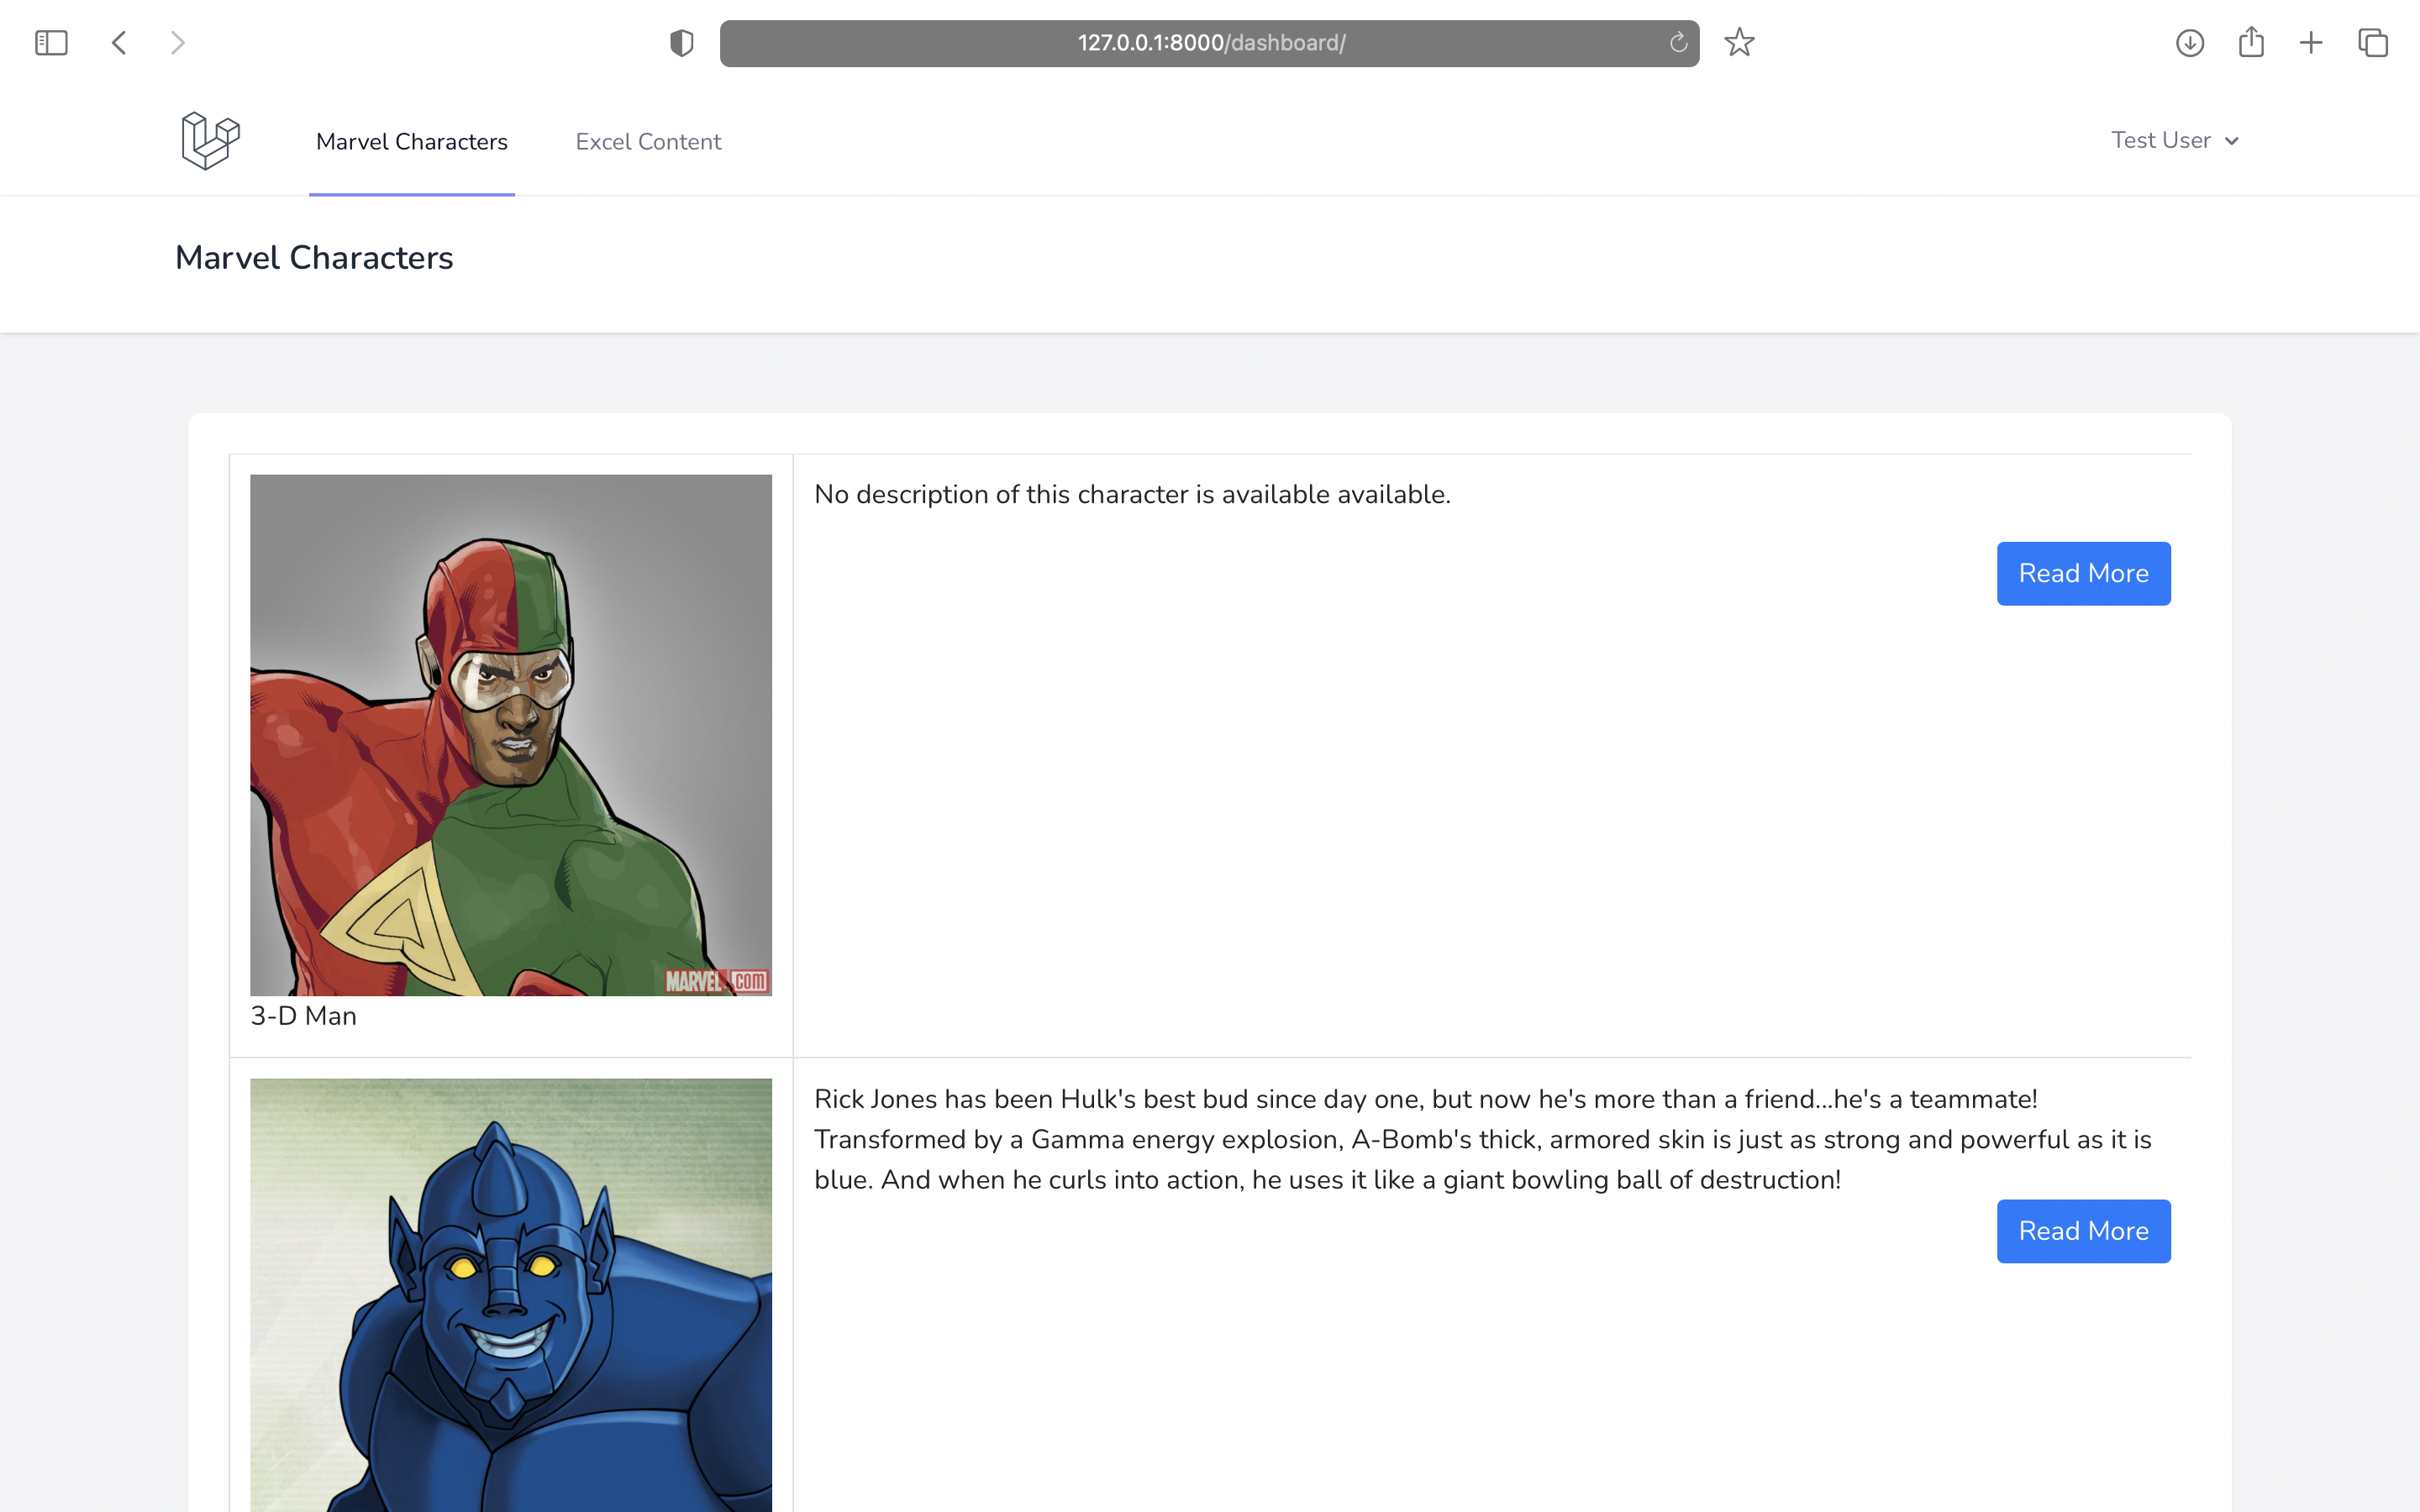 127.0.0.1:8000/dashboard/
Marvel Characters
Excel Content
Test User
Marvel Characters
No description of this character is available available.
Read More
MARVEL.COM
3-D Man
Rick Jones has been Hulk's best bud since day one, but now he's more than a friend...he's a teammate!
Transformed by a Gamma energy explosion, A-Bomb's thick, armored skin is just as strong and powerful as it is
blue. And when he curls into action, he uses it like a giant bowling ball of destruction!
Read More